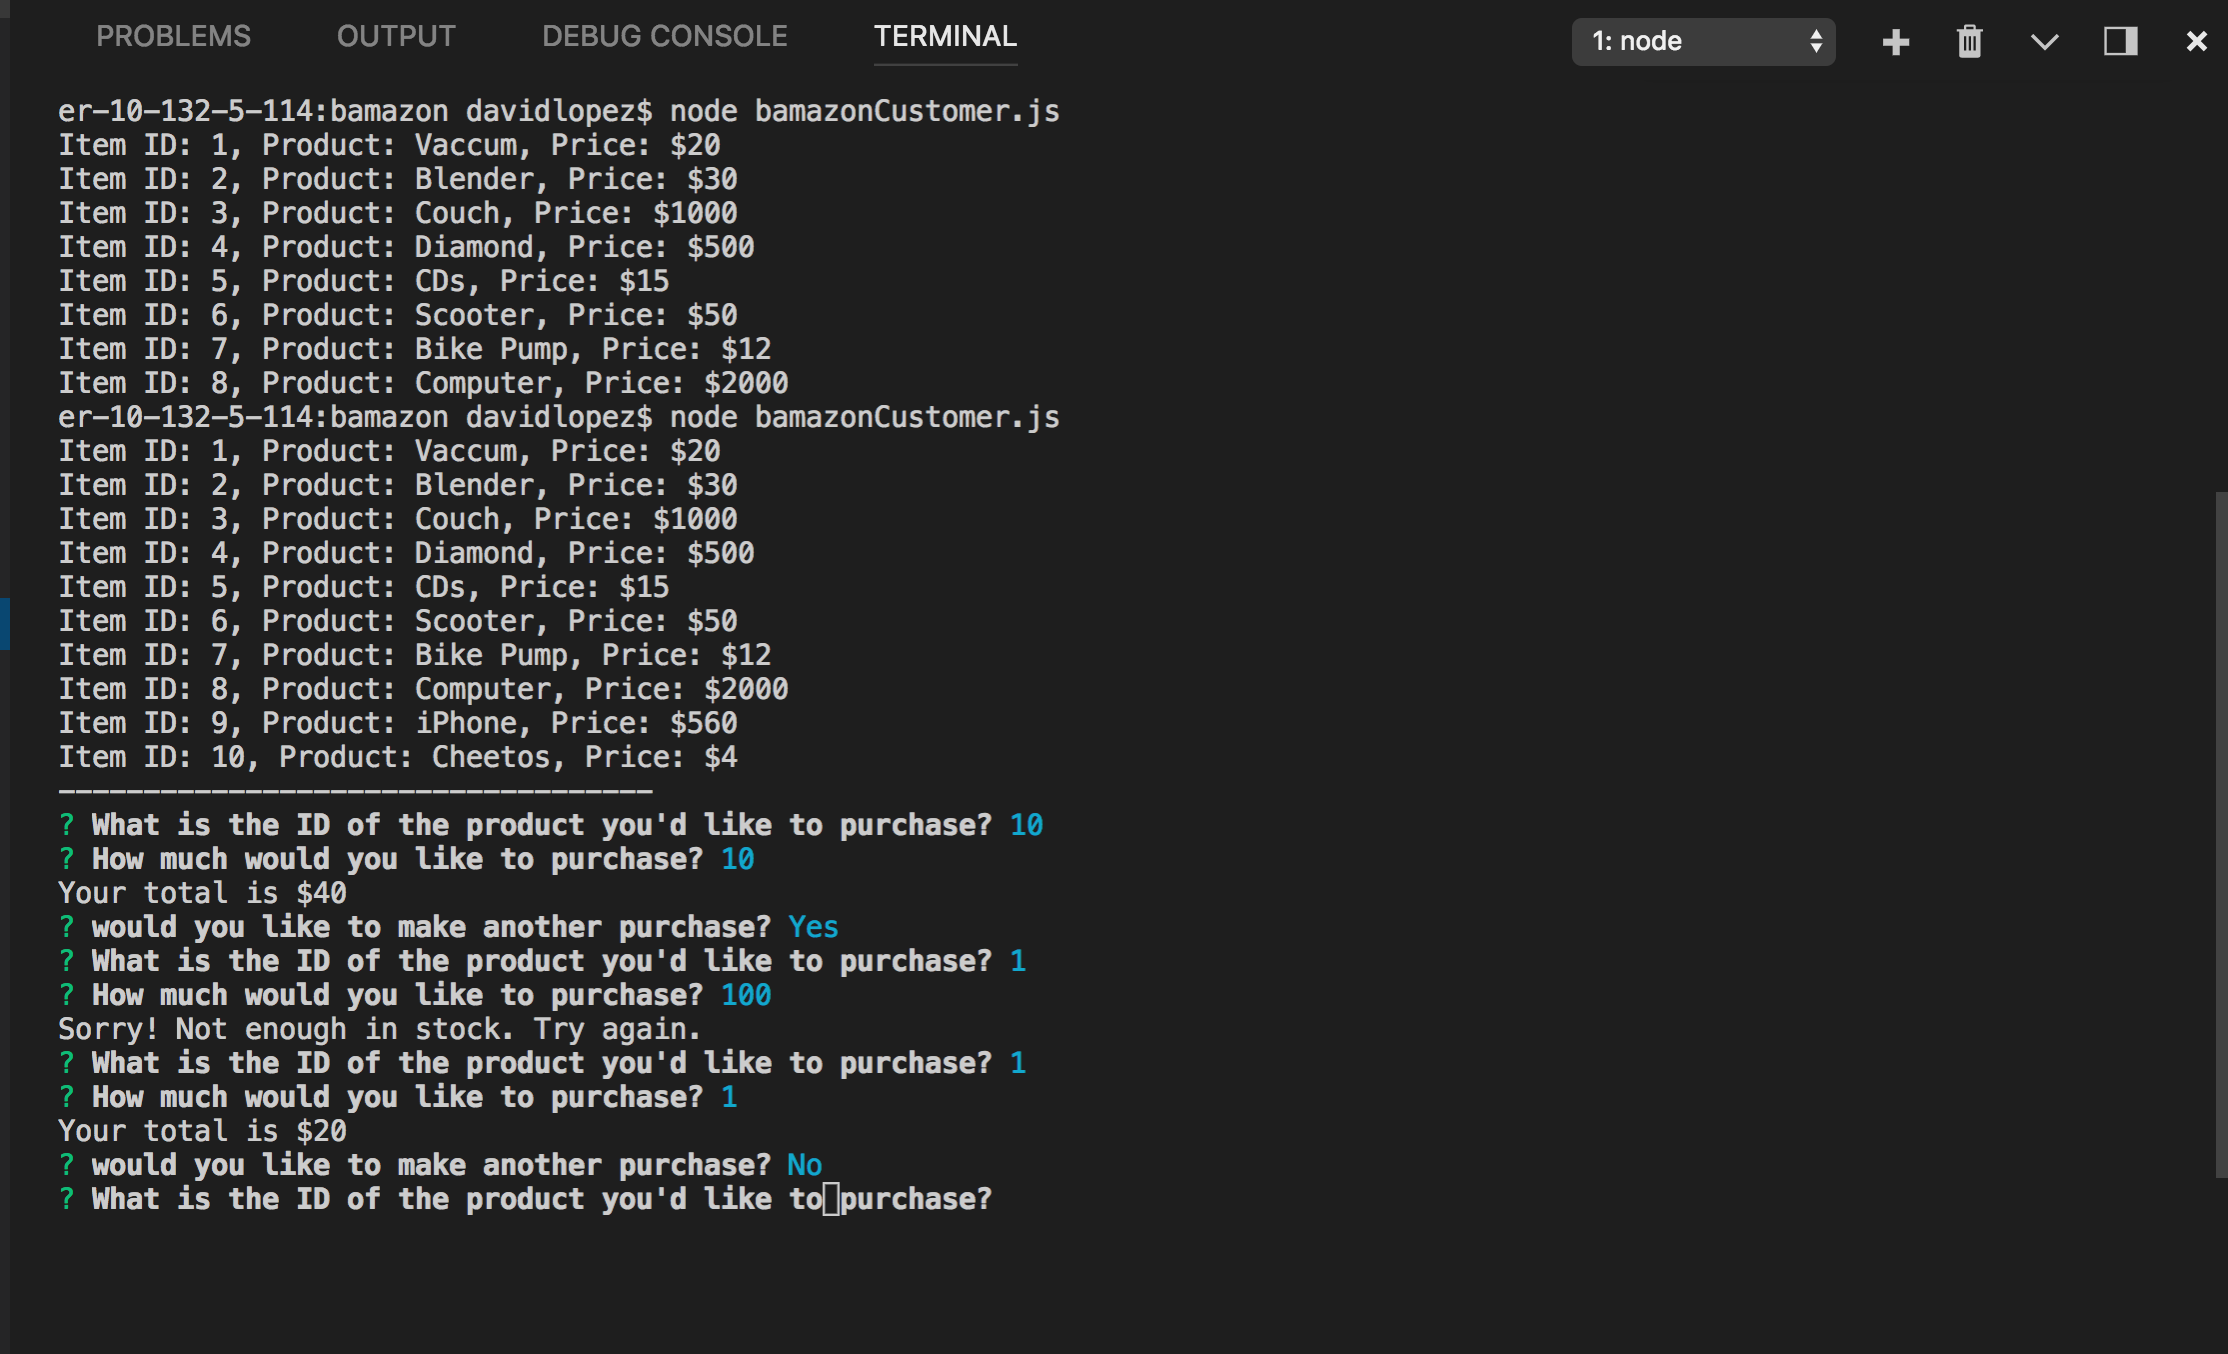 PROBLEMS OUTPUT DEBUG CONSOLE TERMINAL 1: node
er-10-132-5-114:bamazon davidlopez$ node bamazonCustomer.js
Item ID: 1, Product: Vaccum, Price: $20
Item ID: 2, Product: Blender, Price: $30
Item ID: 3, Product: Couch, Price: $1000
Item ID: 4, Product: Diamond, Price: $500
Item ID: 5, Product: CDs, Price: $15
Item ID: 6, Product: Scooter, Price: $50
Item ID: 7, Product: Bike Pump, Price: $12
Item ID: 8, Product: Computer, Price: $2000
er-10-132-5-114:bamazon davidlopez$ node bamazonCustomer.js
Item ID: 1, Product: Vaccum, Price: $20
Item ID: 2, Product: Blender, Price: $30
Item ID: 3, Product: Couch, Price: $1000
Item ID: 4, Product: Diamond, Price: $500
Item ID: 5, Product: CDs, Price: $15
Item ID: 6, Product: Scooter, Price: $50
Item ID: 7, Product: Bike Pump, Price: $12
Item ID: 8, Product: Computer, Price: $2000
Item ID: 9, Product: iPhone, Price: $560
Item ID: 10, Product: Cheetos, Price: $4
-----------------------------------
? What is the ID of the product you'd like to purchase? 10
? How much would you like to purchase? 10
Your total is $40
? would you like to make another purchase? Yes
? What is the ID of the product you'd like to purchase? 1
? How much would you like to purchase? 100
Sorry! Not enough in stock. Try again.
? What is the ID of the product you'd like to purchase? 1
? How much would you like to purchase? 1
Your total is $20
? would you like to make another purchase? No
? What is the ID of the product you'd like to purchase?